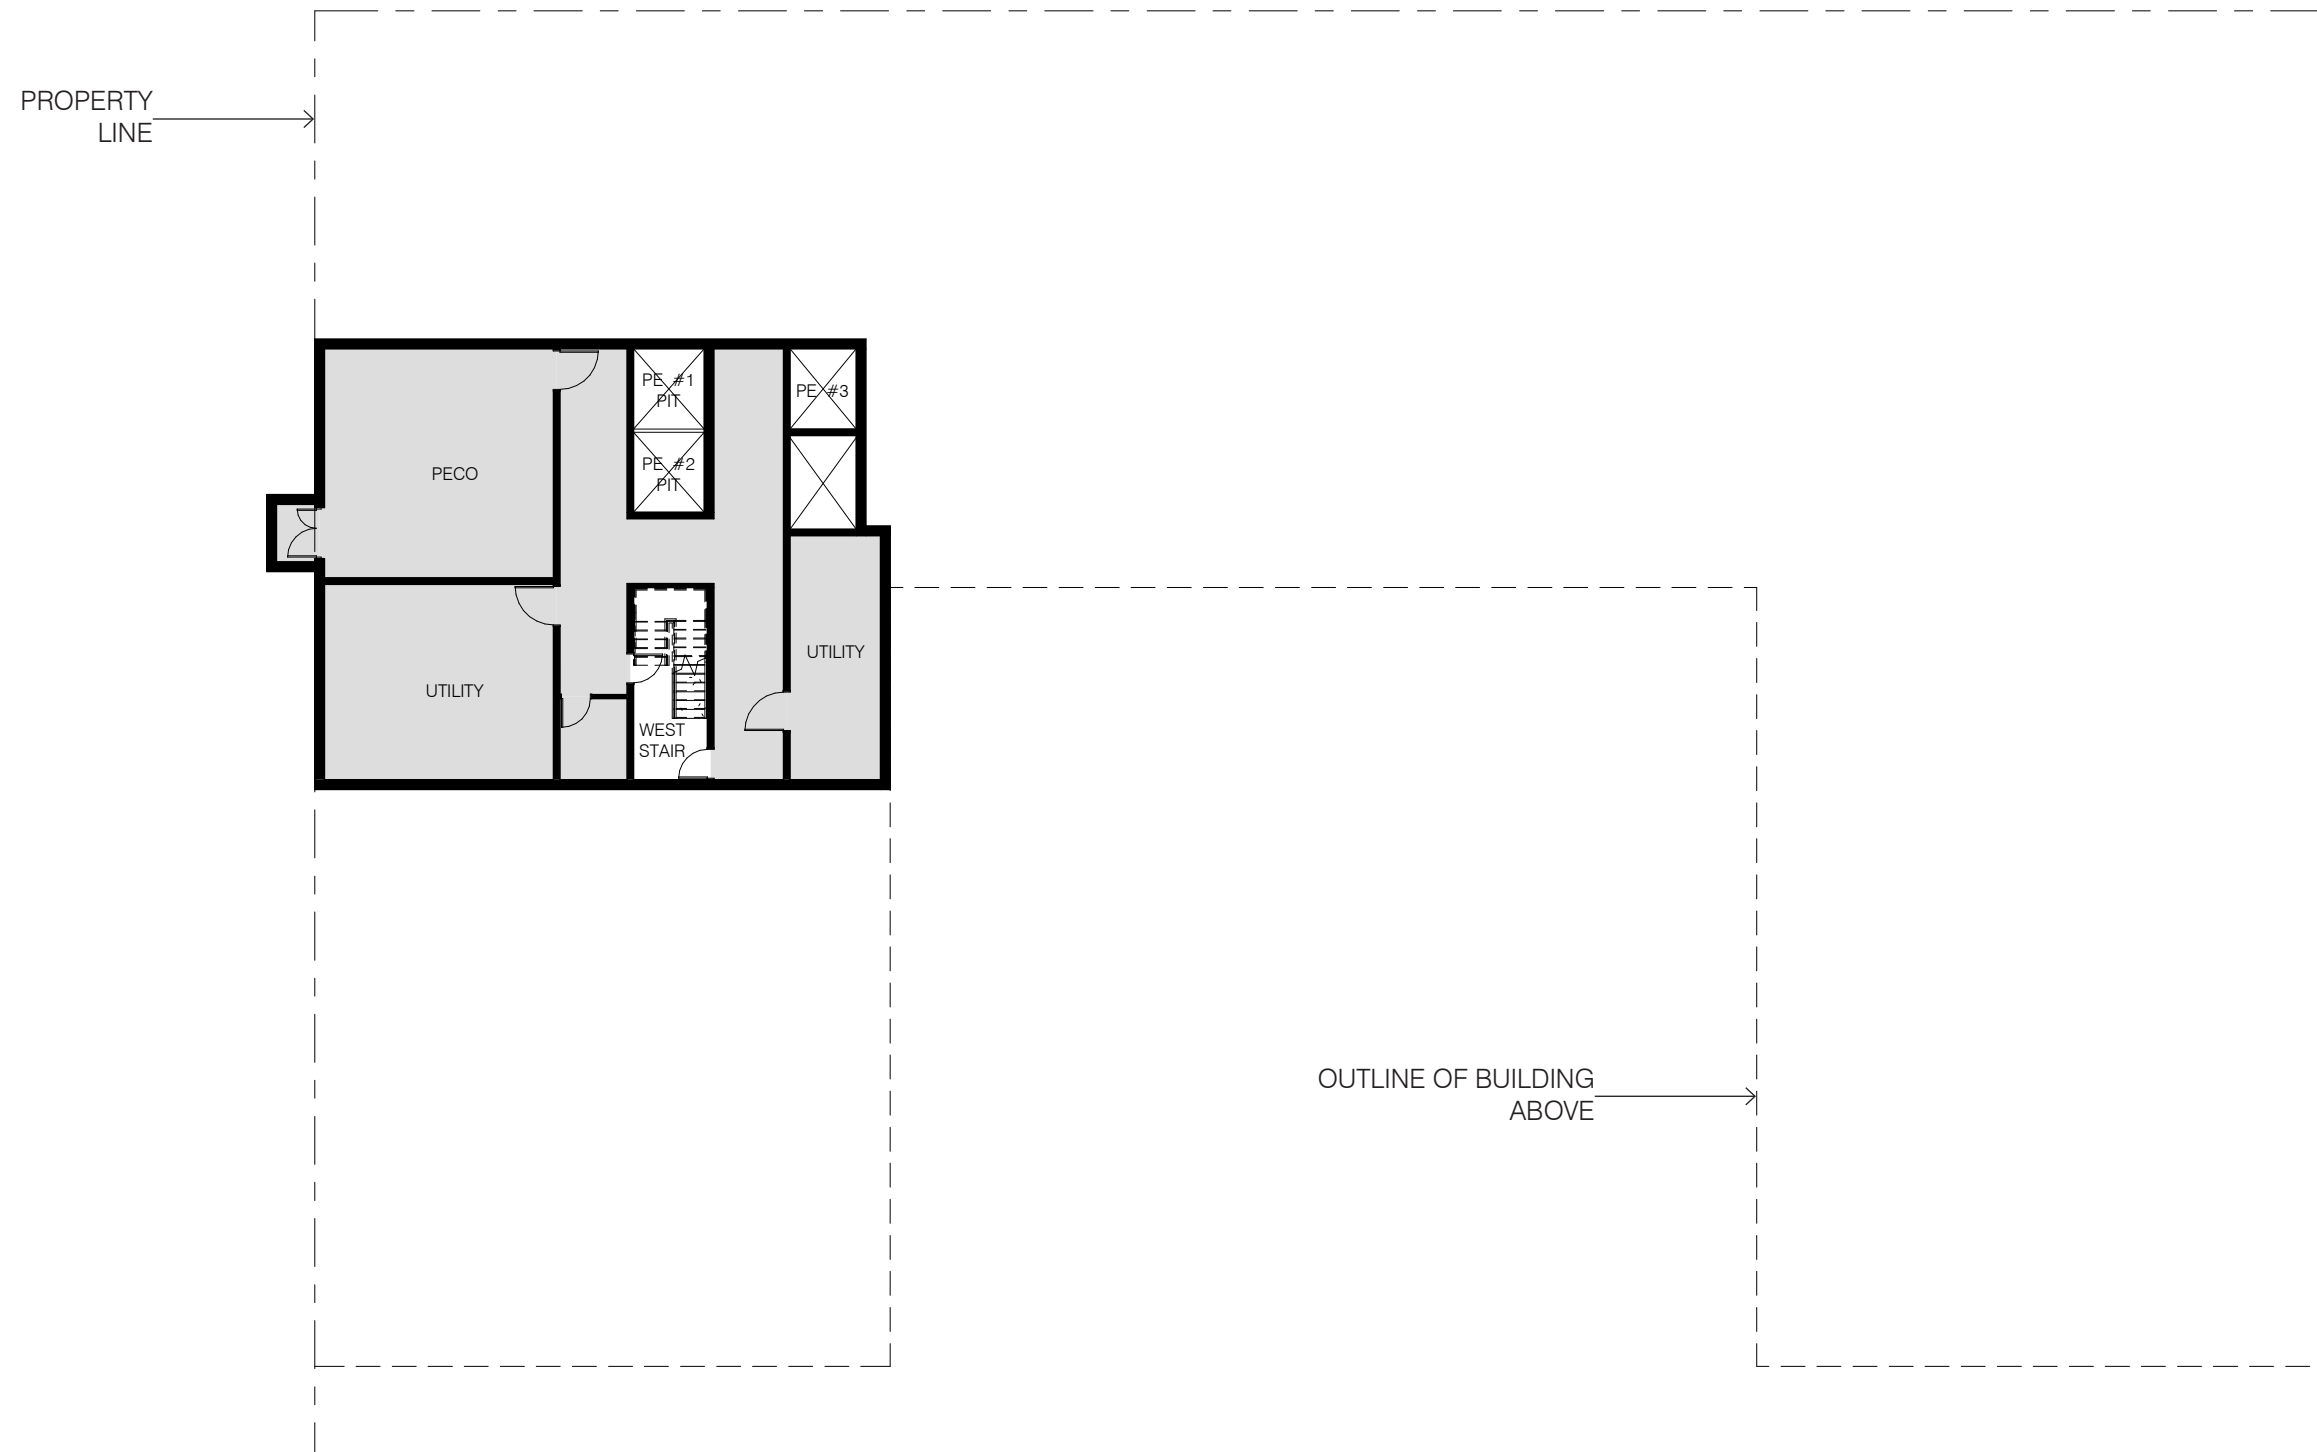 PROPERTY
LINE
PE #1
PIT
PE #3
PE #2
PIT
PECO
UTILITY
UTILITY
WEST
STAIR
OUTLINE OF BUILDING
ABOVE